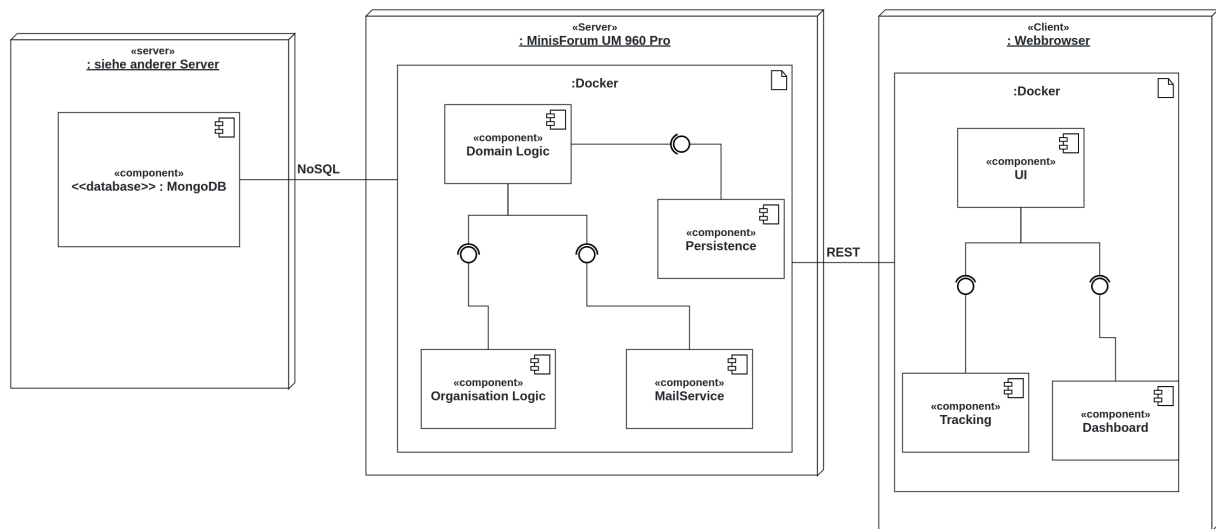 «server»
: siehe anderer Server
«component»
<<database>> : MongoDB
NoSQL
«Server»
: MinisForum UM 960 Pro
:Docker
«component»
Domain Logic
«component»
Persistence
«component»
Organisation Logic
«component»
MailService
REST
«Client»
: Webbrowser
:Docker
«component»
UI
«component»
Tracking
«component»
Dashboard